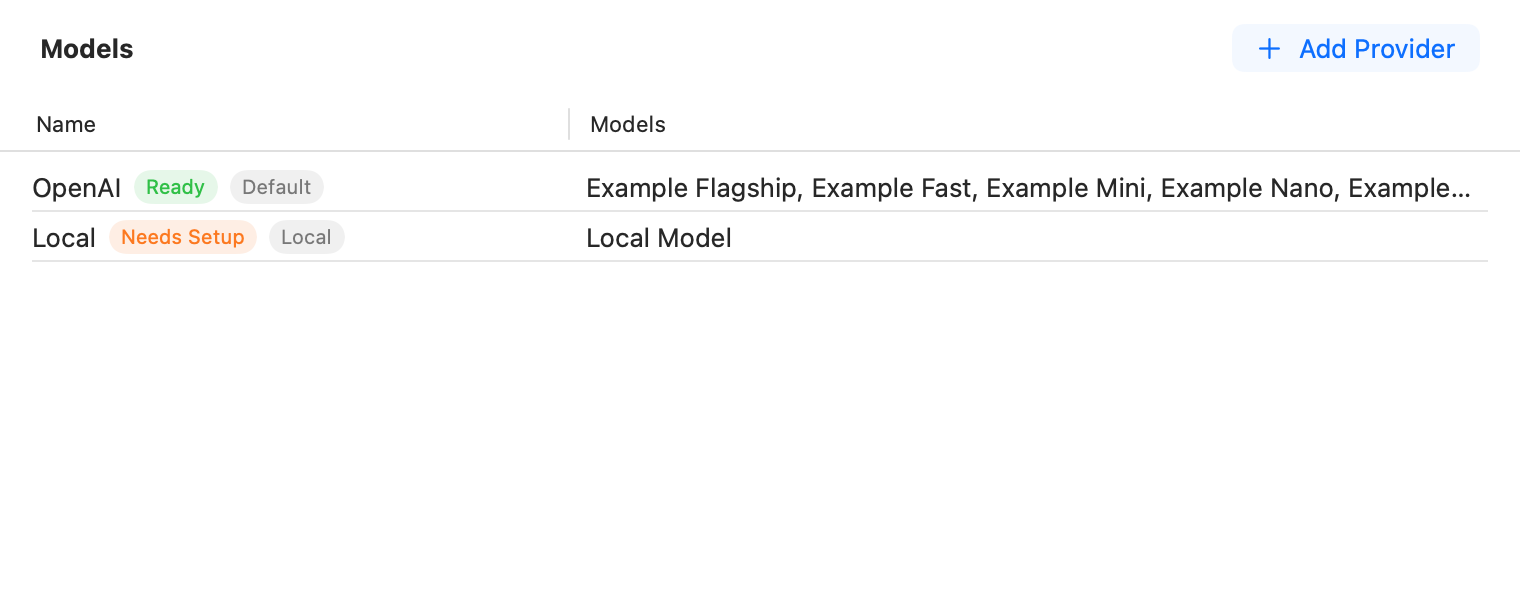 Models
+ Add Provider
Name Models
OpenAI Ready Default Example Flagship, Example Fast, Example Mini, Example Nano, Example...
Local Needs Setup Local Local Model